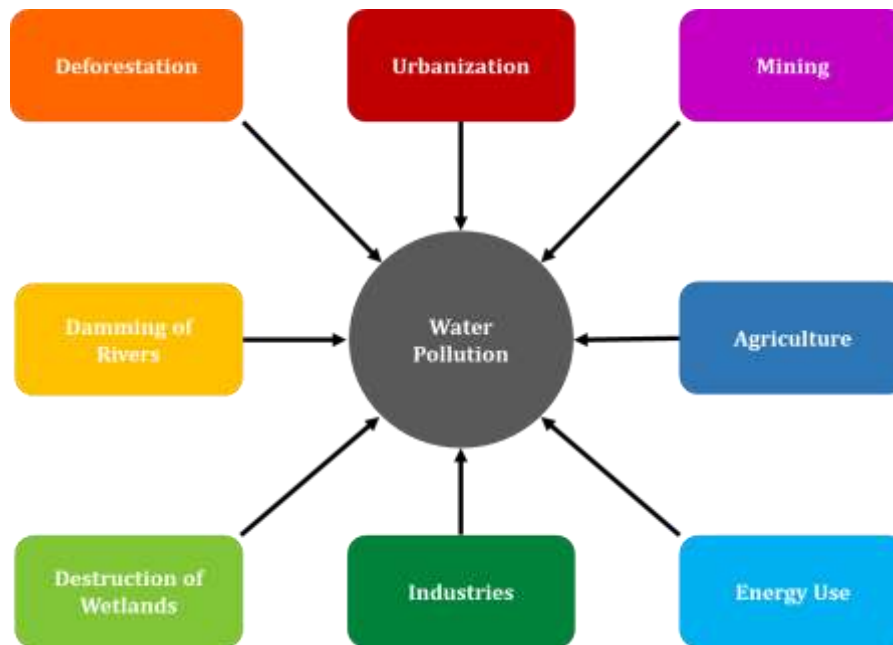 Deforestation
Urbanization
Mining
Damming of
Rivers
Water
Pollution
Agriculture
Destruction of
Wetlands
Industries
Energy Use